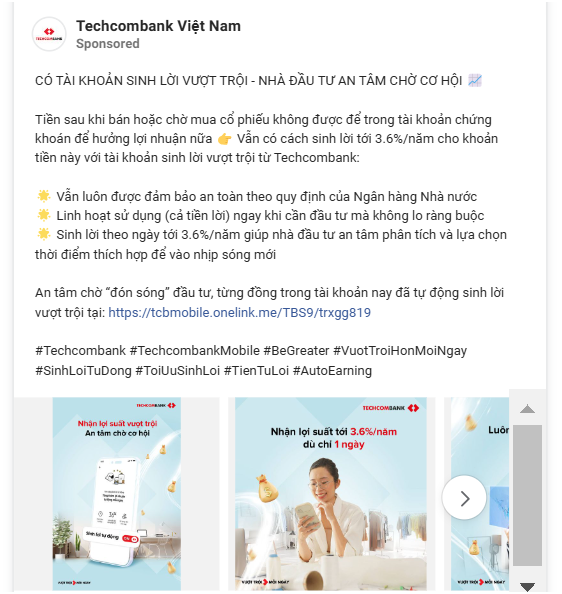 Techcombank Việt Nam
Sponsored
CÓ TÀI KHOẢN SINH LỜI VƯỢT TRỘI - NHÀ ĐẦU TƯ AN TÂM CHỜ CƠ HỘI 📈
Tiền sau khi bán hoặc chờ mua cổ phiếu không được để trong tài khoản chứng
khoán để hưởng lợi nhuận nữa 👉 Vẫn có cách sinh lời tới 3.6%/năm cho khoản
tiền này với tài khoản sinh lời vượt trội từ Techcombank:
🌟 Vẫn luôn được đảm bảo an toàn theo quy định của Ngân hàng Nhà nước
🌟 Linh hoạt sử dụng (cả tiền lời) ngay khi cần đầu tư mà không lo ràng buộc
🌟 Sinh lời theo ngày tới 3.6%/năm giúp nhà đầu tư an tâm phân tích và lựa chọn
thời điểm thích hợp để vào nhịp sóng mới
An tâm chờ “đón sóng” đầu tư, từng đồng trong tài khoản nay đã tự động sinh lời
vượt trội tại: https://tcbmobile.onelink.me/TBS9/trxgg819
#Techcombank #TechcombankMobile #BeGreater #VuotTroiHonMoiNgay
#SinhLoiTuDong #ToiUuSinhLoi #TienTuLoi #AutoEarning
TECHCOMBANK
Nhận lợi suất vượt trội
An tâm chờ cơ hội
Sinh lời tự động
VƯỢT TRỘI MỖI NGÀY
TECHCOMBANK
Nhận lợi suất tới 3.6%/năm
dù chỉ 1 ngày
VƯỢT TRỘI MỖI NGÀY
Luôn
VƯỢT TRỘI MỖI NGÀY